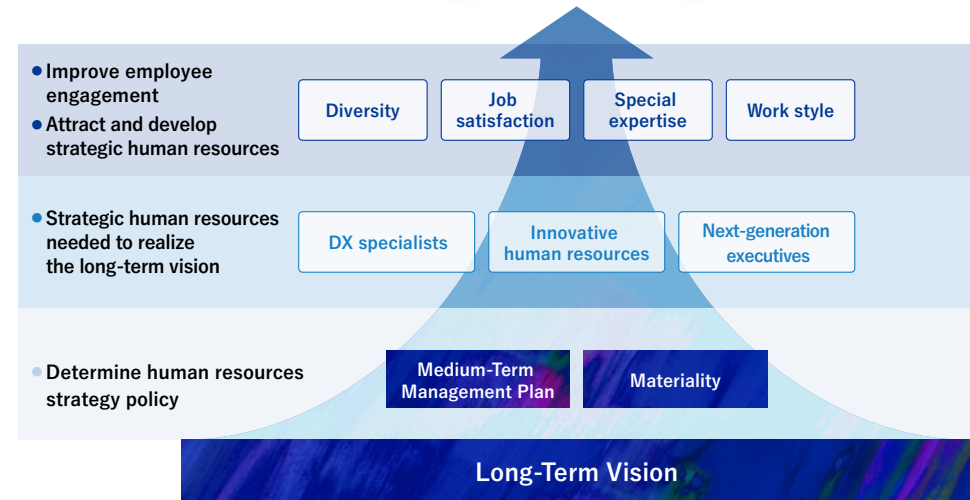 ● Improve employee
engagement
● Attract and develop
strategic human resources
Diversity
Job
satisfaction
Special
expertise
Work style
● Strategic human resources
needed to realize
the long-term vision
DX specialists
Innovative
human resources
Next-generation
executives
● Determine human resources
strategy policy
Medium-Term
Management Plan
Materiality
Long-Term Vision